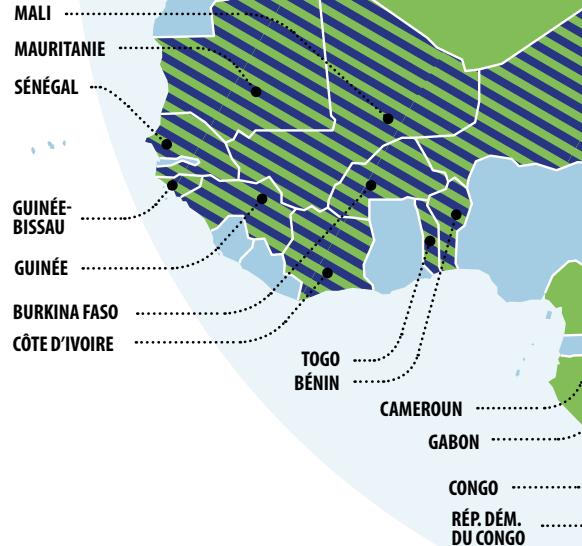 MALI
MAURITANIE
SÉNÉGAL
GUINÉE-
BISSAU
GUINÉE
BURKINA FASO
CÔTE D'IVOIRE
TOGO
BÉNIN
CAMEROUN
GABON
CONGO
RÉP. DÉM.
DU CONGO